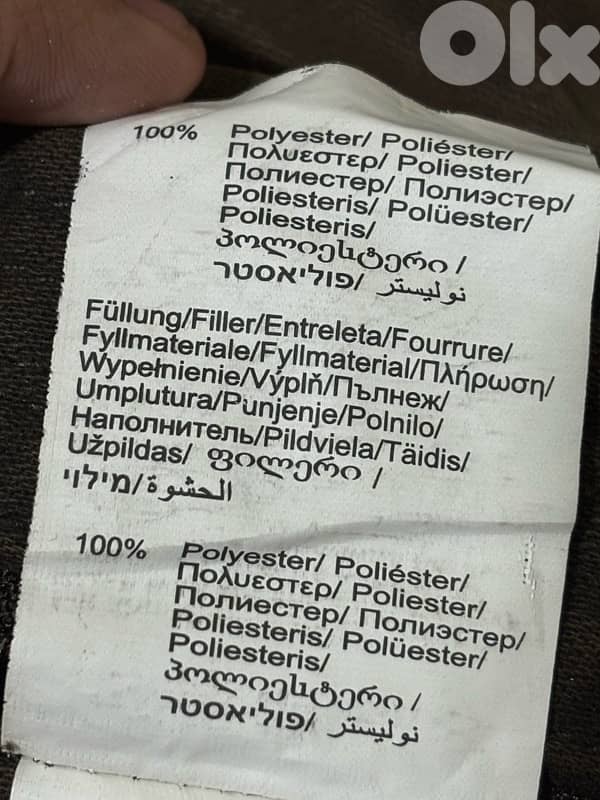 Olx
100% Polyester/ Poliéster/
Πολυεστερ/ Poliester/
Полиестер/ Полиэстер/
Poliesteris/ Polüester/
Poliesteris/
პოლიესტერი /
פוליאסטר/ نوليستر
Füllung/Filler/Entreleta/Fourrure/
Fyllmateriale/Fyllmaterial/Πλήρωση/
Wypełnienie/Výplň/Пълнеж/
Umplutura/Punjenje/Polnilo/
Наполнитель/Pildviela/Täidis/
Užpildas/ ფილერი /
מילוי/الحشوة
100% Polyester/ Poliéster/
Πολυεστερ/ Poliester/
Полиестер/ Полиэстер/
Poliesteris/ Polüester/
Poliesteris/
პოლიესტერი /
פוליאסטר/ نوليستر